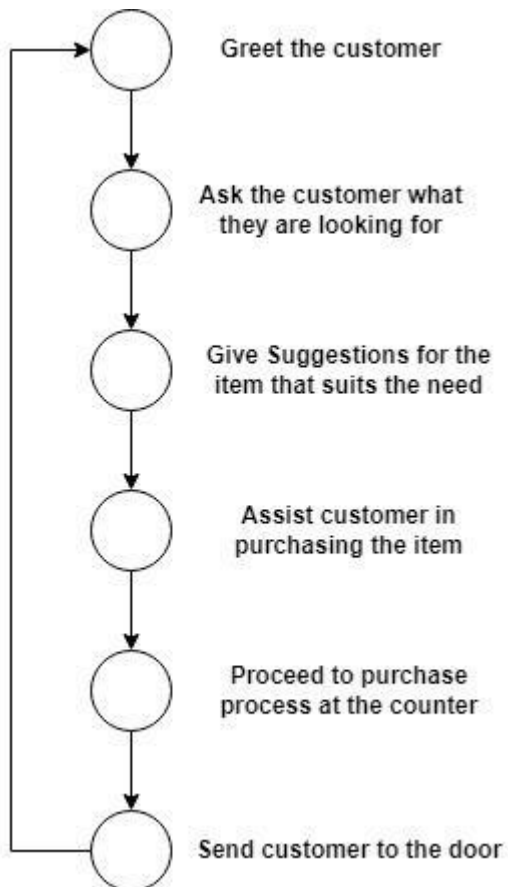 Greet the customer
Ask the customer what
they are looking for
Give Suggestions for the
item that suits the need
Assist customer in
purchasing the item
Proceed to purchase
process at the counter
Send customer to the door